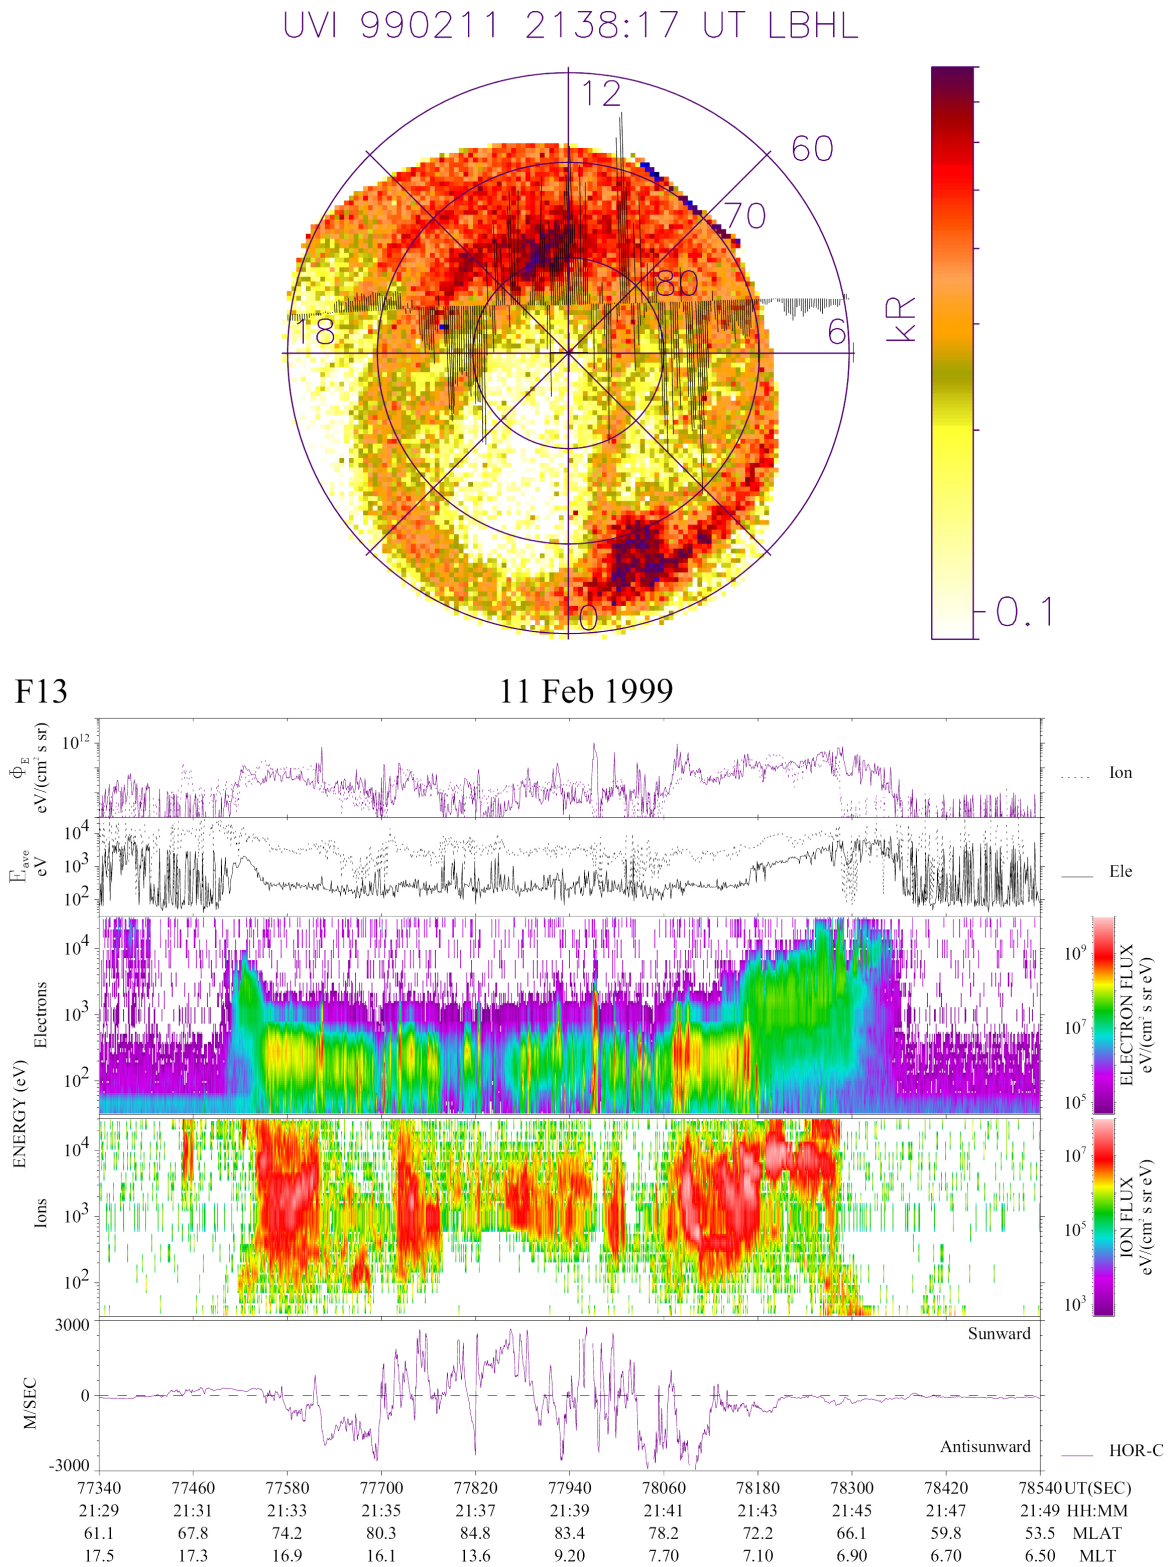 UVI 990211 2138:17 UT LBHL
12
60
70
80
18
6
0
kR
0.1
F13
11 Feb 1999
Φ_E
eV/(cm² s sr)
10¹²
Ion
E_ave
eV
10⁴
10³
10²
Ele
ENERGY (eV)
Electrons
10⁴
10³
10²
10⁹
10⁷
10⁵
ELECTRON FLUX
eV/(cm² s sr eV)
Ions
10⁴
10³
10²
10⁷
10⁵
10³
ION FLUX
eV/(cm² s sr eV)
M/SEC
3000
0
-3000
Sunward
Antisunward
HOR-C
77340 77460 77580 77700 77820 77940 78060 78180 78300 78420 78540 UT(SEC)
21:29 21:31 21:33 21:35 21:37 21:39 21:41 21:43 21:45 21:47 21:49 HH:MM
61.1 67.8 74.2 80.3 84.8 83.4 78.2 72.2 66.1 59.8 53.5 MLAT
17.5 17.3 16.9 16.1 13.6 9.20 7.70 7.10 6.90 6.70 6.50 MLT